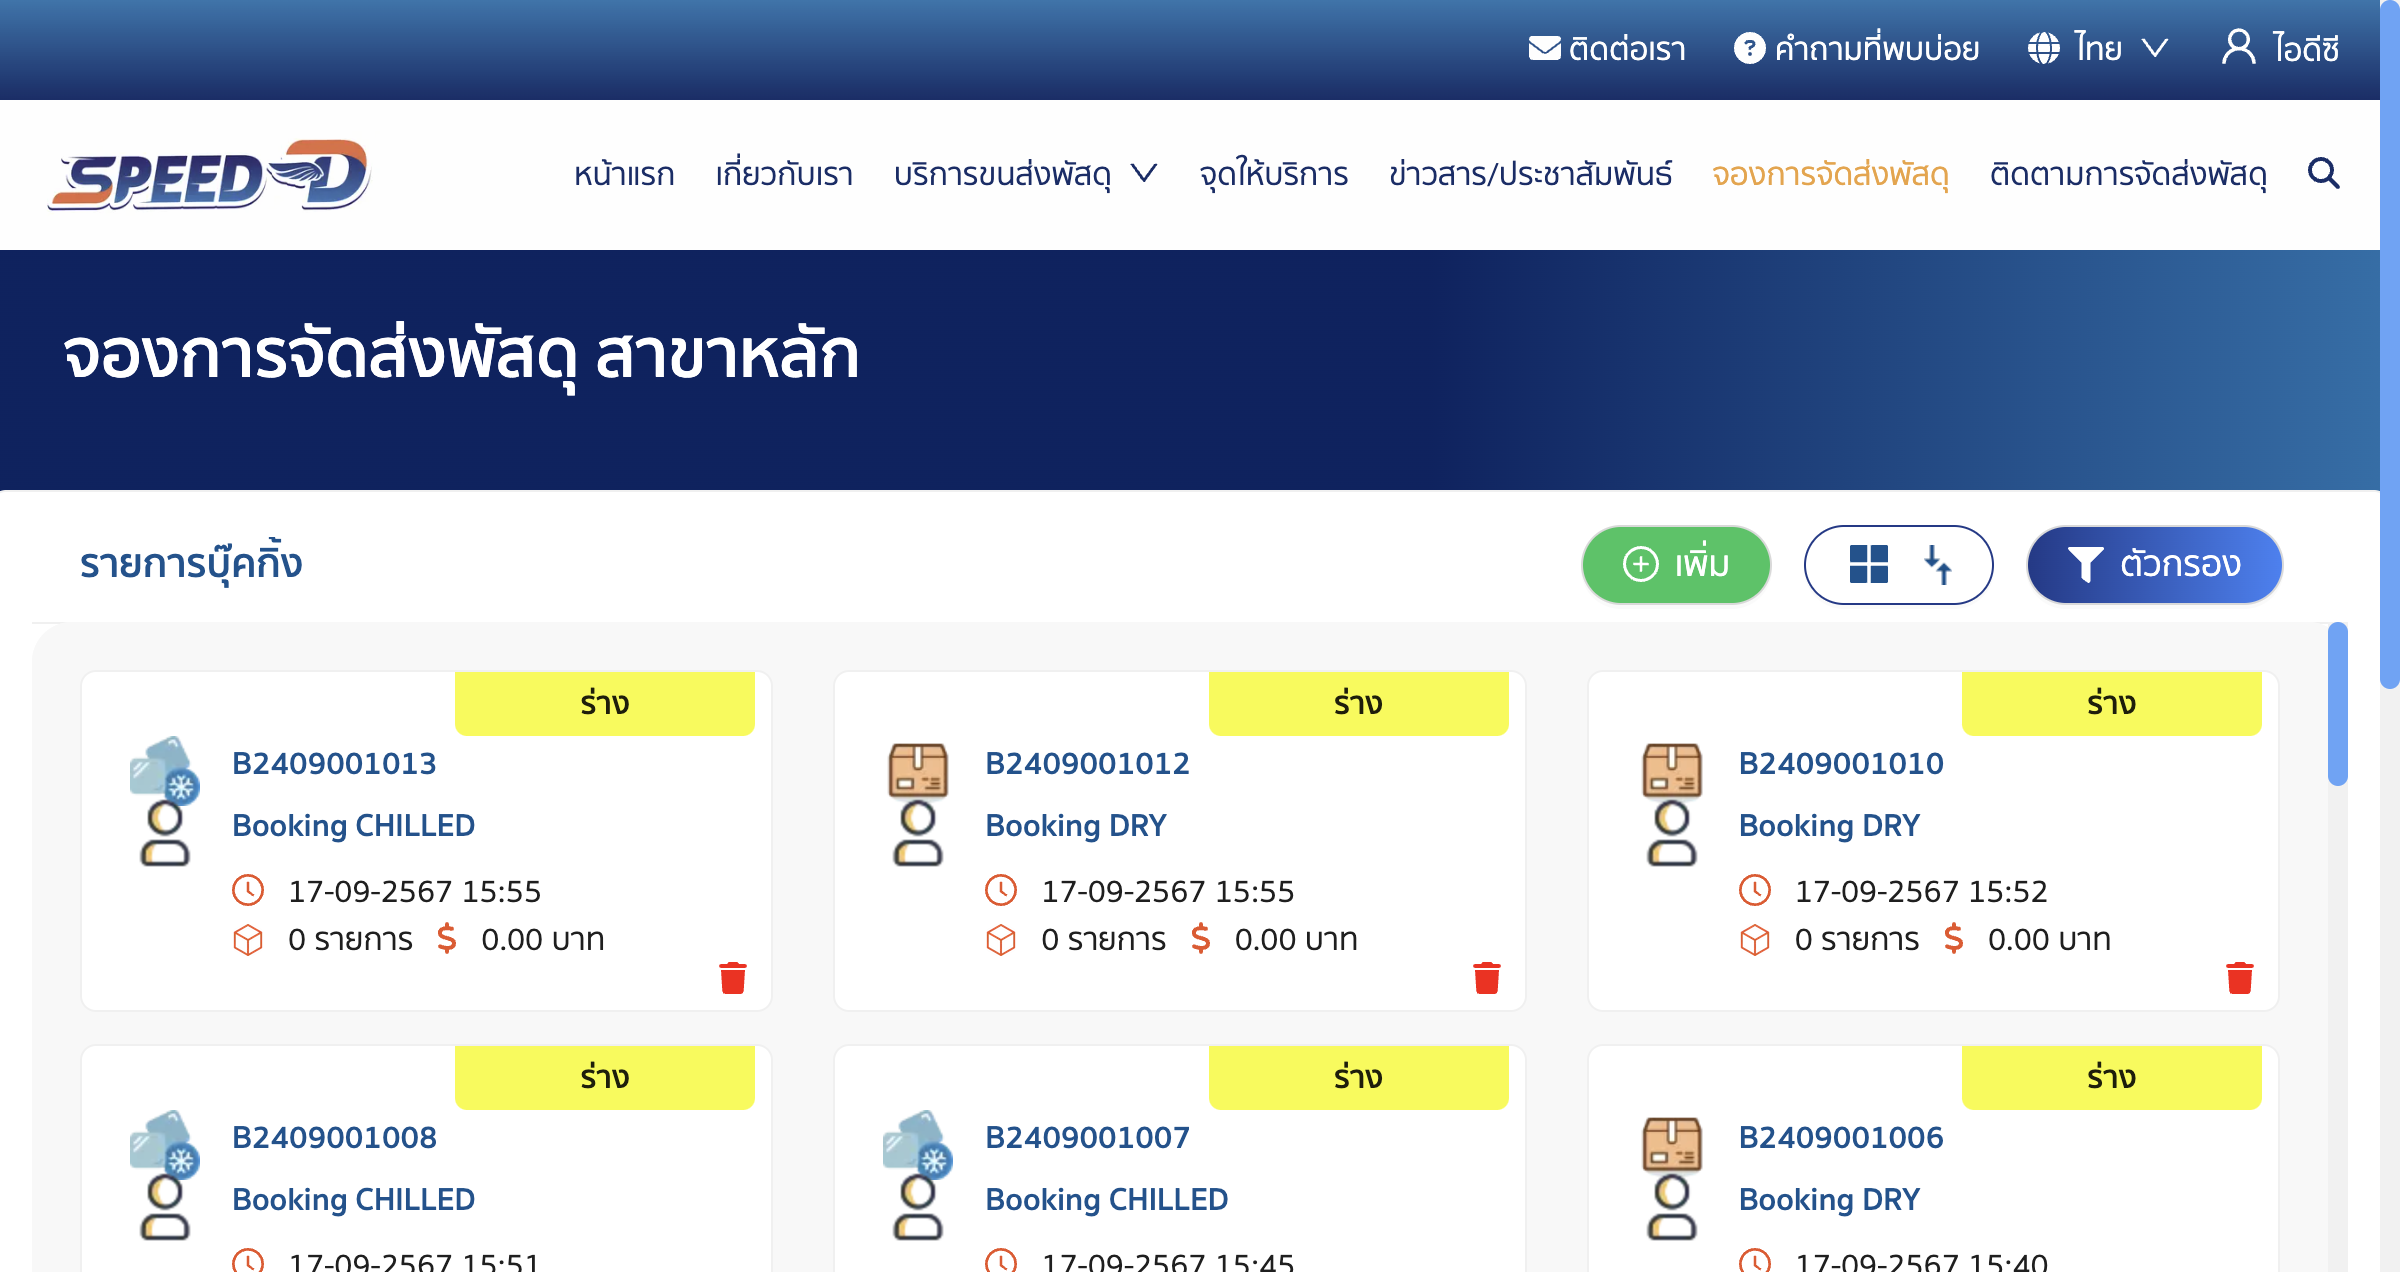 ติดต่อเรา ? คำถามที่พบบ่อย ไทย ไอดีซี
SPEED-D หน้าแรก เกี่ยวกับเรา บริการขนส่งพัสดุ จุดให้บริการ ข่าวสาร/ประชาสัมพันธ์ จองการจัดส่งพัสดุ ติดตามการจัดส่งพัสดุ
จองการจัดส่งพัสดุ สาขาหลัก
รายการบุ๊คกิ้ง เพิ่ม ตัวกรอง
ร่าง
B2409001013
Booking CHILLED
17-09-2567 15:55
0 รายการ $ 0.00 บาท
ร่าง
B2409001012
Booking DRY
17-09-2567 15:55
0 รายการ $ 0.00 บาท
ร่าง
B2409001010
Booking DRY
17-09-2567 15:52
0 รายการ $ 0.00 บาท
ร่าง
B2409001008
Booking CHILLED
17-09-2567 15:51
ร่าง
B2409001007
Booking CHILLED
17-09-2567 15:45
ร่าง
B2409001006
Booking DRY
17-09-2567 15:40